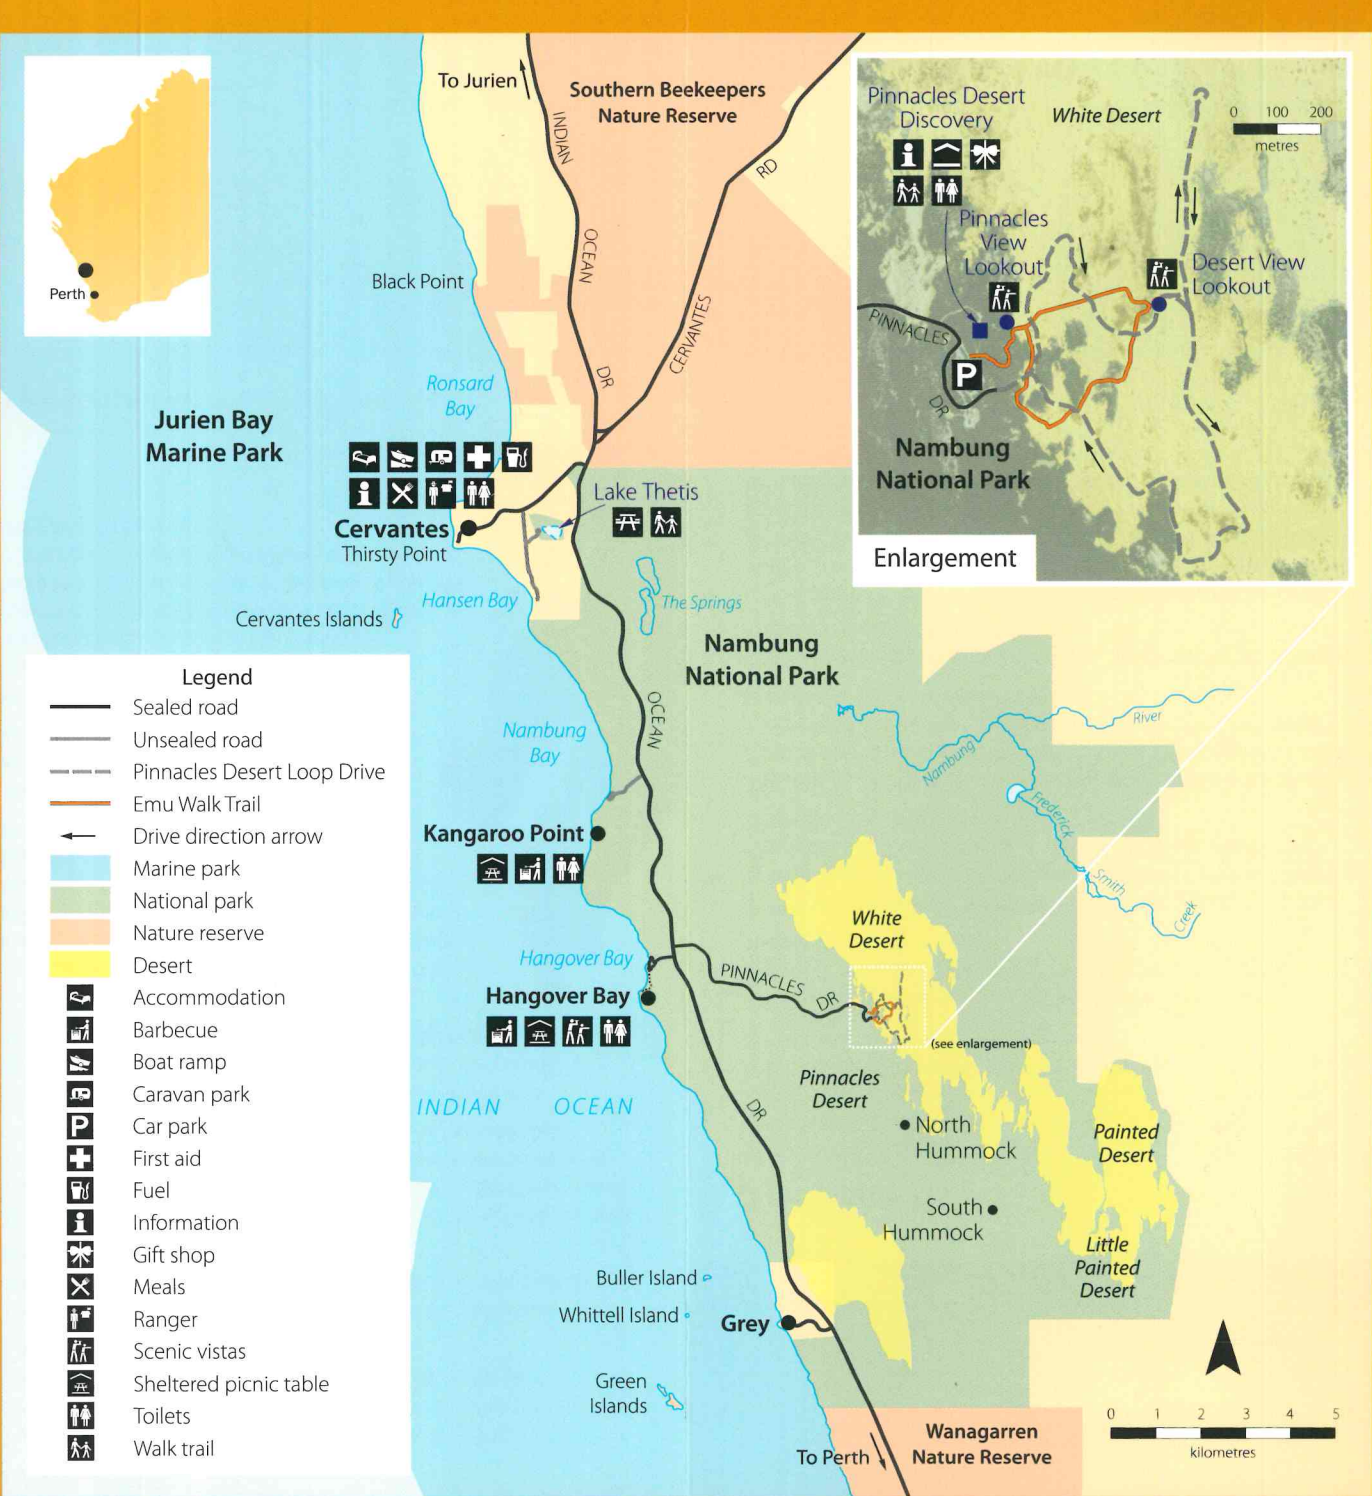 To Jurien
Southern Beekeepers
Nature Reserve
INDIAN
OCEAN
DR
RD
CERVANTES
Perth
Black Point
Ronsard
Bay
Jurien Bay
Marine Park
Cervantes
Thirsty Point
Lake Thetis
Hansen Bay
Cervantes Islands
The Springs
Nambung
National Park
OCEAN
Nambung
Bay
Kangaroo Point
Nambung
River
Frederick
Smith
Creek
White
Desert
Hangover Bay
Hangover Bay
PINNACLES
DR
(see enlargement)
Pinnacles
Desert
INDIAN OCEAN
DR
North
Hummock
South
Hummock
Painted
Desert
Little
Painted
Desert
Buller Island
Whittell Island
Grey
Green
Islands
To Perth
Wanagarren
Nature Reserve
0 1 2 3 4 5
kilometres
Pinnacles Desert
Discovery
White Desert
0 100 200
metres
Pinnacles
View
Lookout
Desert View
Lookout
PINNACLES
DR
P
Nambung
National Park
Enlargement
Legend
Sealed road
Unsealed road
Pinnacles Desert Loop Drive
Emu Walk Trail
Drive direction arrow
Marine park
National park
Nature reserve
Desert
Accommodation
Barbecue
Boat ramp
Caravan park
P Car park
First aid
Fuel
Information
Gift shop
Meals
Ranger
Scenic vistas
Sheltered picnic table
Toilets
Walk trail